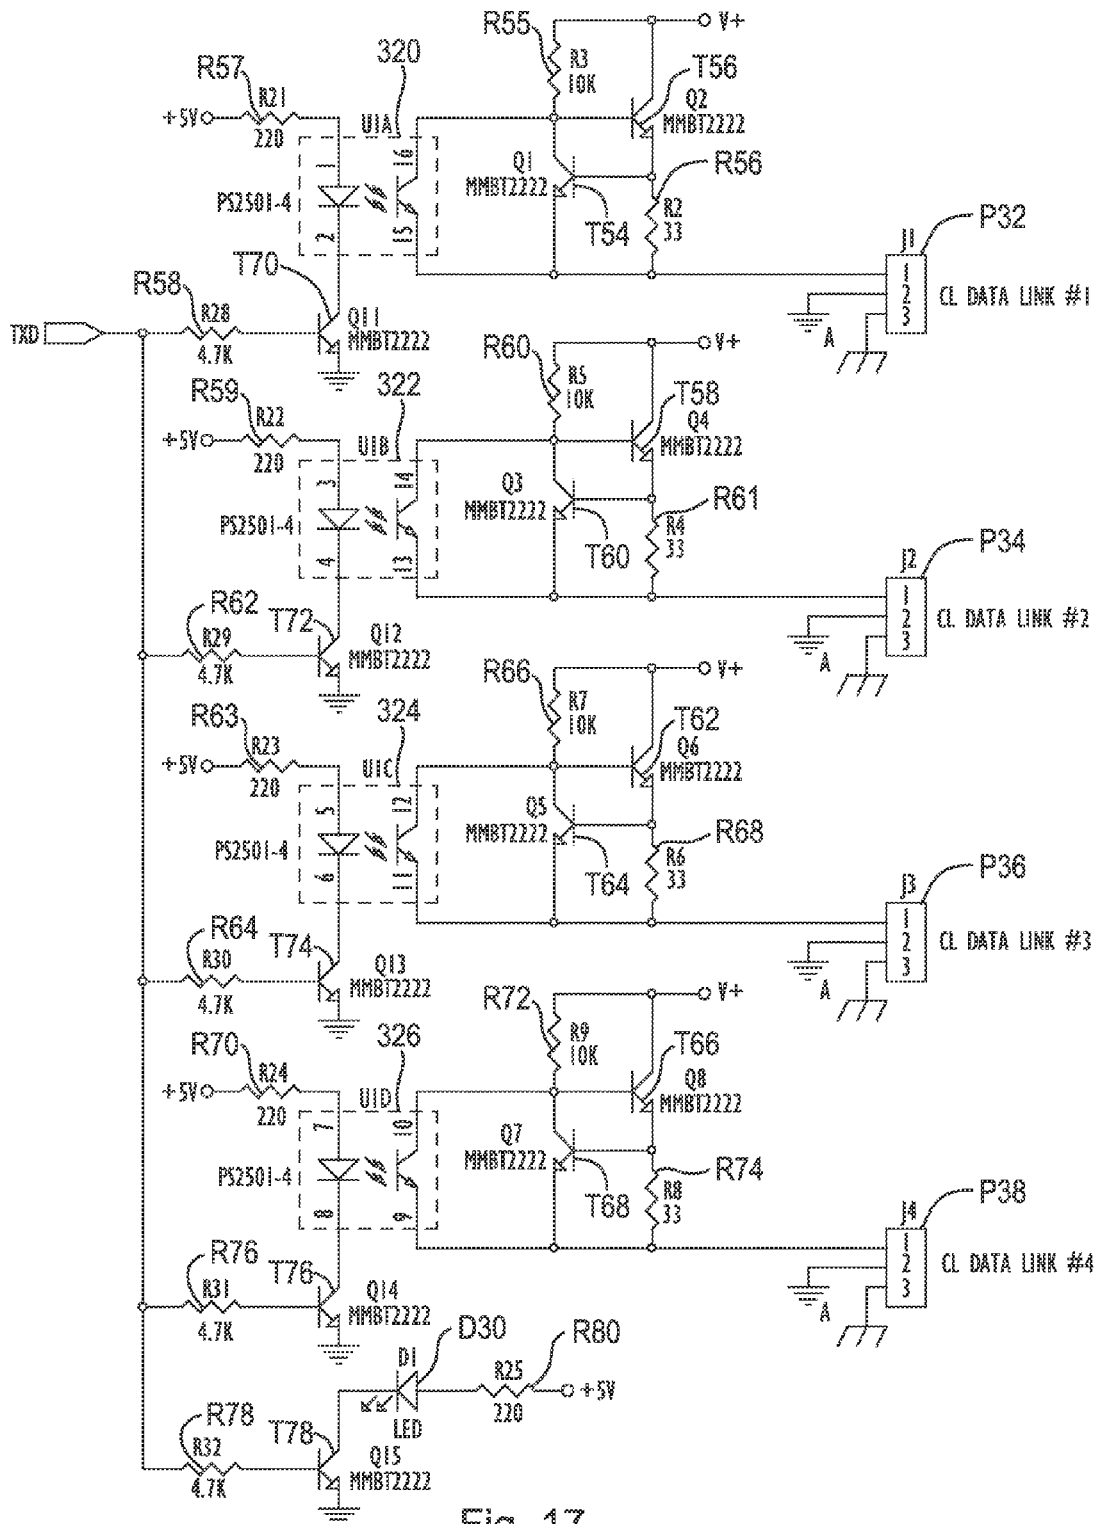 R55
V+
R3
10K
320
R57
T56
R21
Q2
+5V
U1A
MMBT2222
220
1
16
Q1
R56
MMBT2222
PS2501-4
R2
33
P32
T54
2
15
J1
T70
1
R58
2
CL DATA LINK #1
3
Q11
R28
TXD
MMBT2222
A
4.7K
V+
R60
R5
10K
R59
322
T58
R22
Q4
+5V
U1B
MMBT2222
220
3
14
Q3
R61
MMBT2222
PS2501-4
R4
33
P34
T60
4
13
J2
1
R62
T72
2
CL DATA LINK #2
3
R29
Q12
A
MMBT2222
4.7K
V+
R66
R7
10K
R63
324
T62
R23
Q6
+5V
U1C
MMBT2222
220
5
12
Q5
R68
MMBT2222
PS2501-4
R6
33
P36
T64
6
11
J3
1
R64
T74
2
CL DATA LINK #3
3
R30
Q13
A
MMBT2222
4.7K
V+
R72
R9
10K
R70
326
T66
R24
Q8
+5V
U1D
MMBT2222
220
7
10
Q7
R74
MMBT2222
PS2501-4
R8
33
P38
T68
8
9
J4
1
R76
T76
2
CL DATA LINK #4
3
R31
Q14
A
MMBT2222
4.7K
D30
R80
D1
R25
+5V
220
LED
R78
T78
R32
Q15
MMBT2222
4.7K
Fig. 17